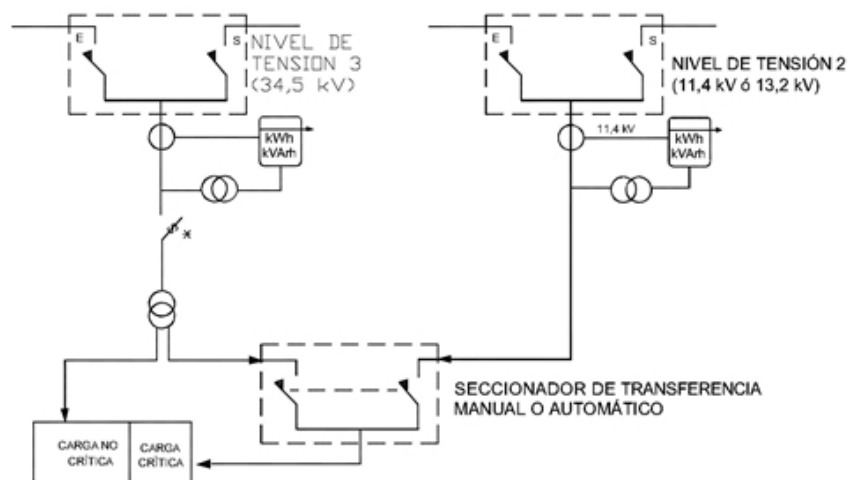 E
S
NIVEL DE
TENSION 3
(34,5 kV)
E
S
NIVEL DE TENSIÓN 2
(11,4 kV ó 13,2 kV)
kWh
kVArh
11,4 kV
kWh
kVArh
*
SECCIONADOR DE TRANSFERENCIA
MANUAL O AUTOMÁTICO
CARGA NO
CRÍTICA
CARGA
CRÍTICA